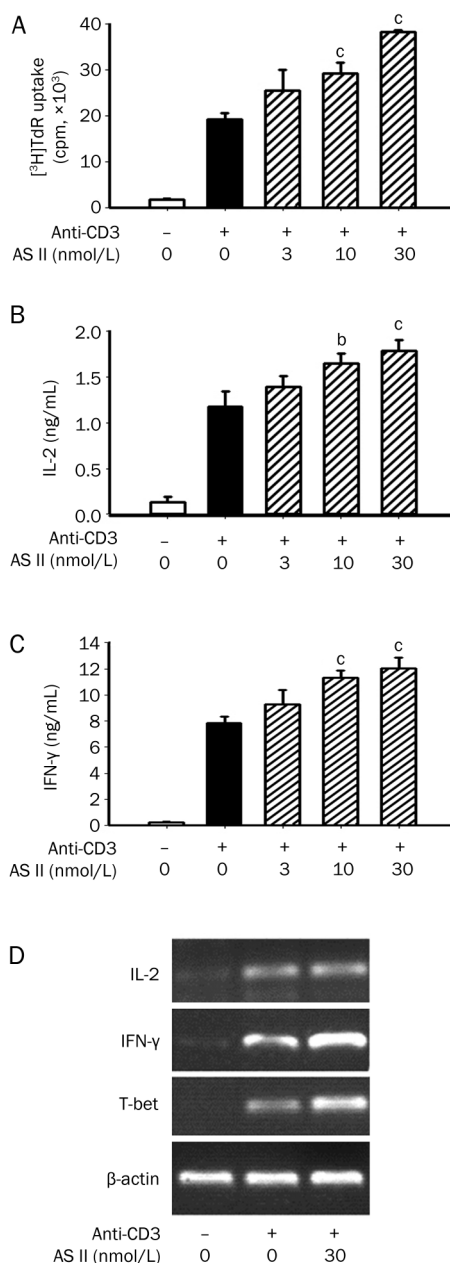 A
[³H]TdR uptake
(cpm, ×10³)
40
30
20
10
0
c
c
Anti-CD3 – + + + +
AS II (nmol/L) 0 0 3 10 30
B
IL-2 (ng/mL)
2.0
1.5
1.0
0.5
0.0
b
c
Anti-CD3 – + + + +
AS II (nmol/L) 0 0 3 10 30
C
IFN-γ (ng/mL)
14
12
10
8
6
4
2
0
c
c
Anti-CD3 – + + + +
AS II (nmol/L) 0 0 3 10 30
D
IL-2
IFN-γ
T-bet
β-actin
Anti-CD3 – + +
AS II (nmol/L) 0 0 30